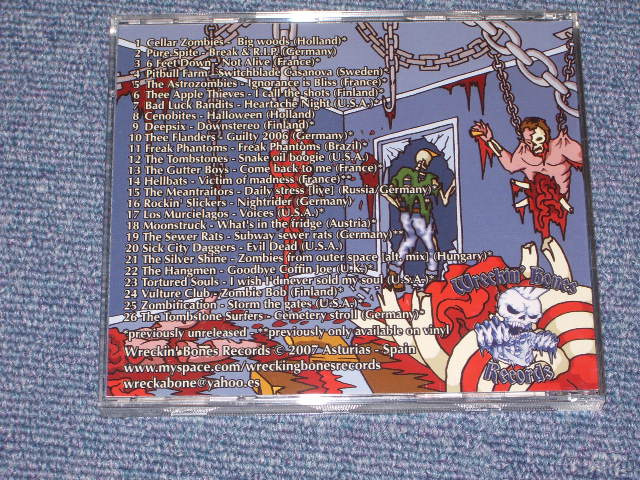 1 Cellar Zombies - Big woods (Holland)*
2 Pure Spite - Break & R.I.P. (Germany)
3 6 Feet Down - Not Alive (France)*
4 Pitbull Farm - Switchblade Casanova (Sweden)*
5 The Astrozombies - Ignorance is Bliss (France)*
6 Thee Apple Thieves - I call the shots (Finland)*
7 Bad Luck Bandits - Heartache Night (U.S.A.)*
8 Cenobites - Halloween (Holland)
9 Deepsix - Downstereo (Finland)*
10 Thee Flanders - Guilty 2006 (Germany)*
11 Freak Phantoms - Freak Phantoms (Brazil)*
12 The Tombstones - Snake oil boogie (U.S.A.)
13 The Gutter Boys - Come back to me (France)*
14 Hellbats - Victim of madness (France)**
15 The Meantraitors - Daily stress [live] (Russia/Germany)*
16 Rockin' Slickers - Nightrider (Germany)
17 Los Murcielagos - Voices (U.S.A.)*
18 Moonstruck - What's in the fridge (Austria)*
19 The Sewer Rats - Subway sewer rats (Germany)**
20 Sick City Daggers - Evil Dead (U.S.A.)
21 The Silver Shine - Zombies from outer space [alt. mix] (Hungary)*
22 The Hangmen - Goodbye Coffin Joe (U.K.)
23 Tortured Souls - I wish I'd never sold my soul (U.S.A.)*
24 Vulture Club - Zombie Bob (Finland)*
25 Zombification - Storm the gates (U.S.A.)*
26 The Tombstone Surfers - Cemetery stroll (Germany)*
*previously unreleased **previously only available on vinyl
Wreckin' Bones Records © 2007 Asturias - Spain
www.myspace.com/wreckingbonesrecords
wreckabone@yahoo.es
Wreckin' Bones
Records